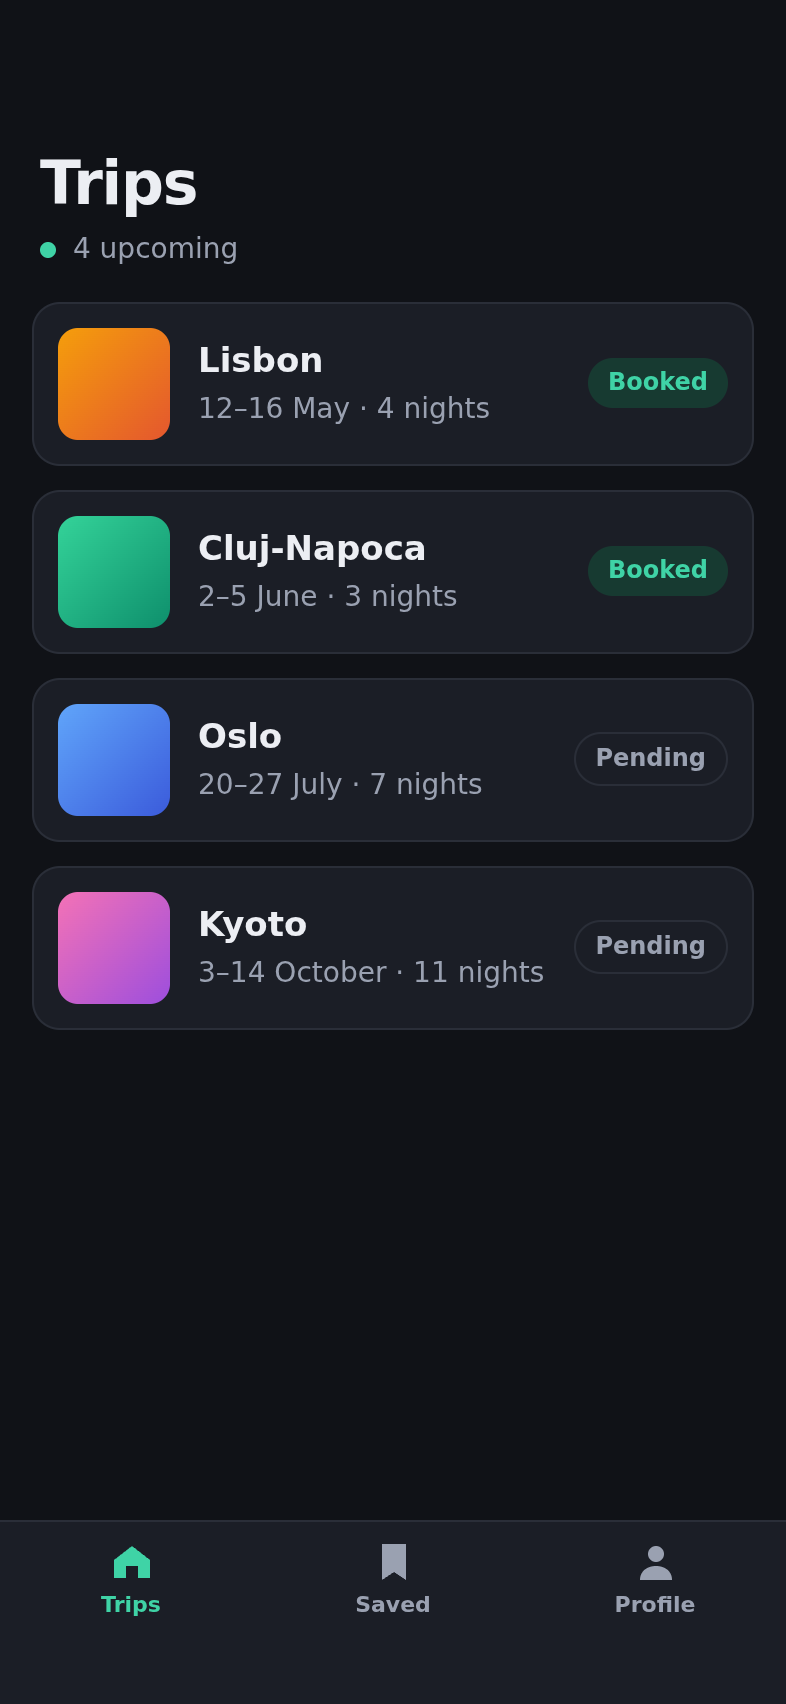 Trips
4 upcoming
Lisbon
12–16 May · 4 nights
Booked
Cluj-Napoca
2–5 June · 3 nights
Booked
Oslo
20–27 July · 7 nights
Pending
Kyoto
3–14 October · 11 nights
Pending
Trips
Saved
Profile